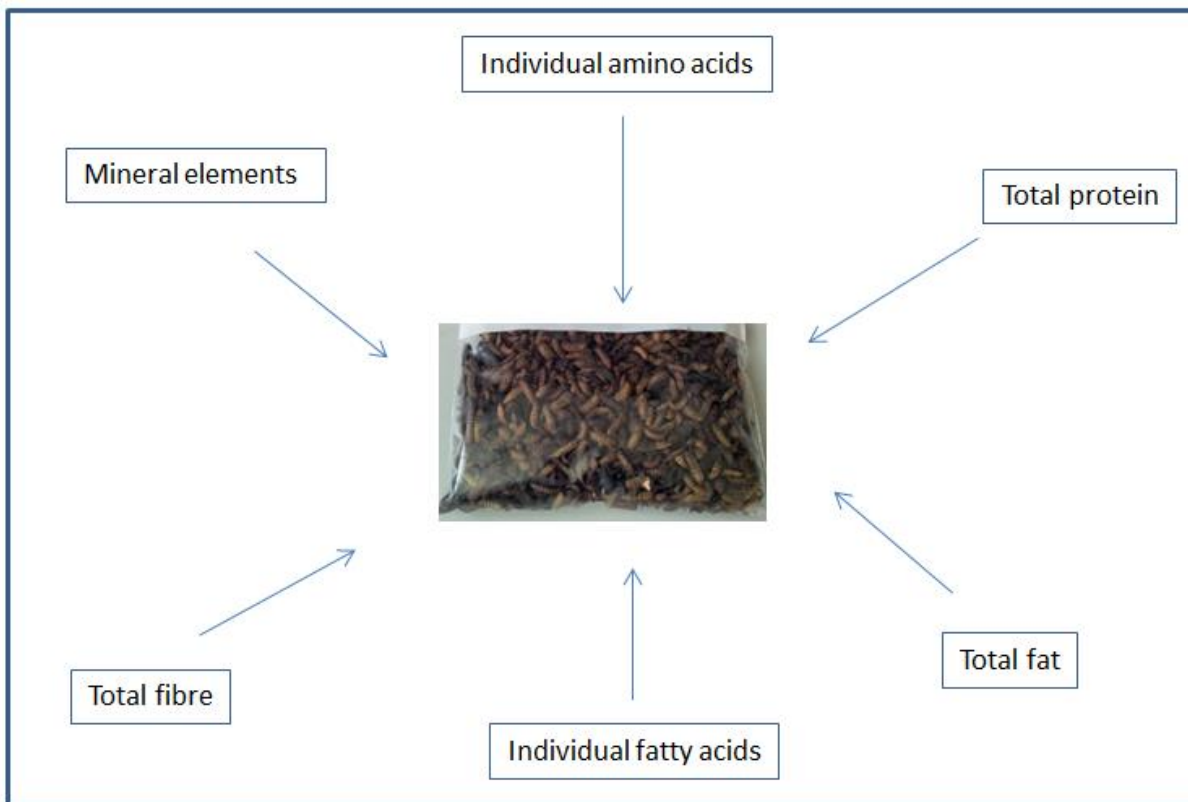 Individual amino acids
Mineral elements
Total protein
Total fat
Total fibre
Individual fatty acids